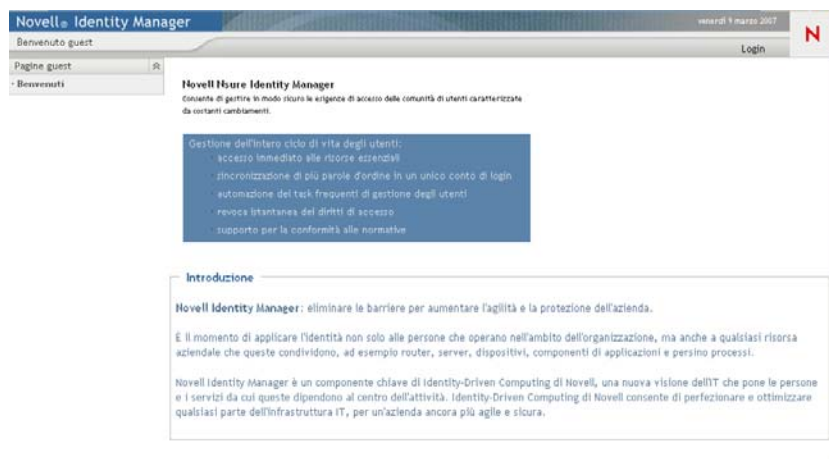 Novell® Identity Manager
venerdì 9 marzo 2007
N
Benvenuto guest
Login
Pagine guest
· Benvenuti
Novell Nsure Identity Manager
Consente di gestire in modo sicuro le esigenze di accesso delle comunità di utenti caratterizzate
da costanti cambiamenti.
Gestione dell'intero ciclo di vita degli utenti:
· accesso immediato alle risorse essenziali
· sincronizzazione di più parole d'ordine in un unico conto di login
· automazione dei task frequenti di gestione degli utenti
· revoca istantanea dei diritti di accesso
· supporto per la conformità alle normative
Introduzione
Novell Identity Manager: eliminare le barriere per aumentare l'agilità e la protezione dell'azienda.
È il momento di applicare l'identità non solo alle persone che operano nell'ambito dell'organizzazione, ma anche a qualsiasi risorsa
aziendale che queste condividono, ad esempio router, server, dispositivi, componenti di applicazioni e persino processi.
Novell Identity Manager è un componente chiave di Identity-Driven Computing di Novell, una nuova visione dell'IT che pone le persone
e i servizi da cui queste dipendono al centro dell'attività. Identity-Driven Computing di Novell consente di perfezionare e ottimizzare
qualsiasi parte dell'infrastruttura IT, per un'azienda ancora più agile e sicura.